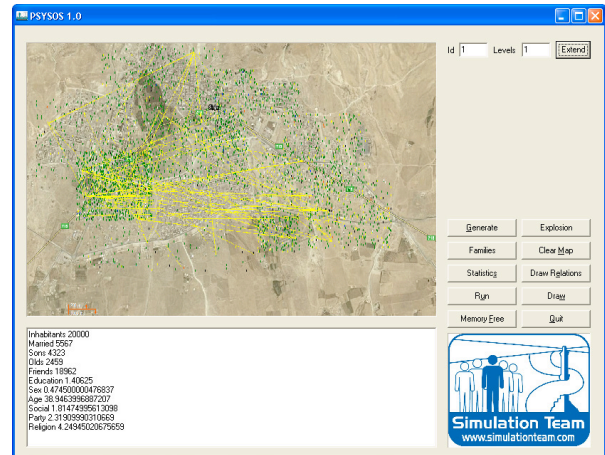 PSYSOS 1.0
Id 1 Levels 1 Extend
Generate Explosion
Families Clear Map
Statistics Draw Relations
Run Draw
Memory Free Quit
Inhabitants 20000
Married 5567
Sons 4323
Olds 2459
Friends 18962
Education 1.40625
Sex 0.474500000476837
Age 38.9463996887207
Social 1.81474995613098
Party 2.31909990310669
Religion 4.24945020675659
Simulation Team
www.simulationteam.com